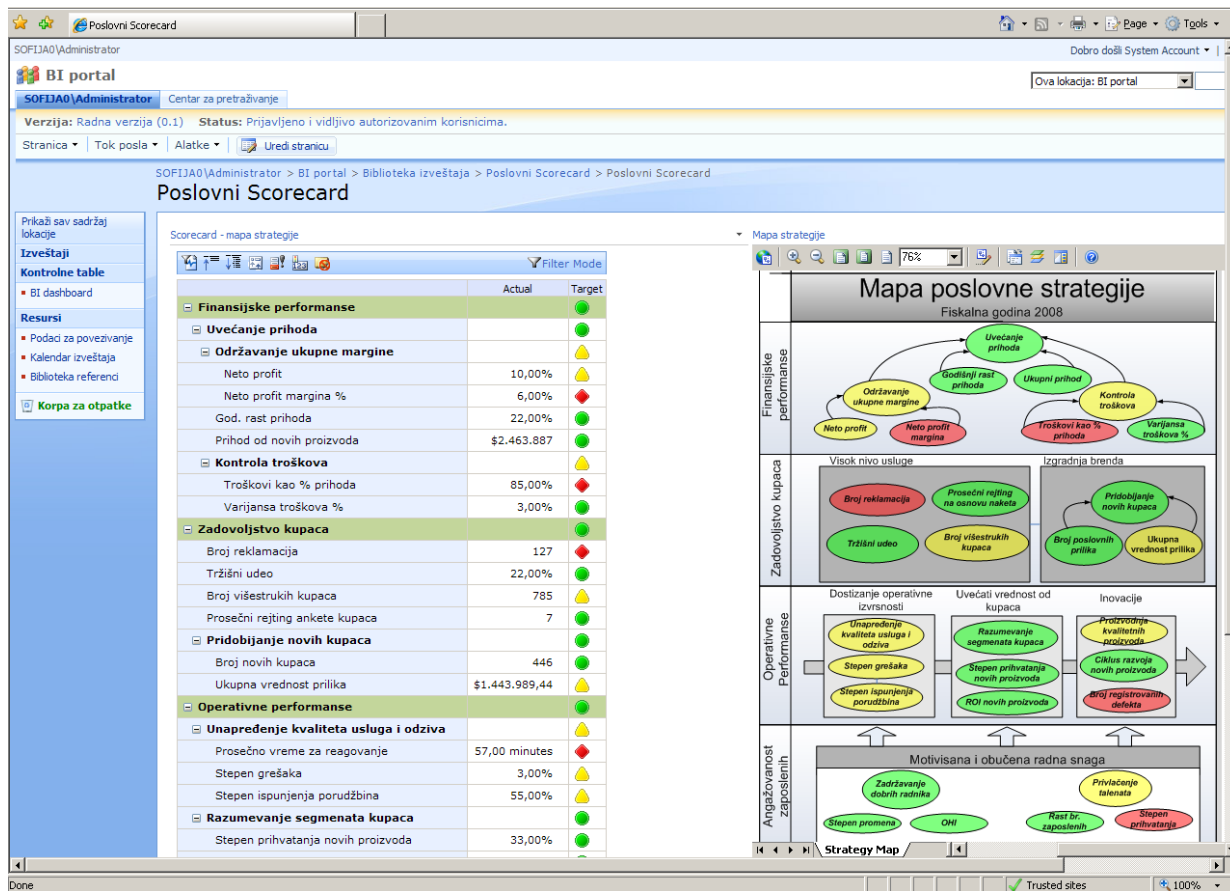 Poslovni Scorecard
Page
Tools
SOFIJA0\Administrator
Dobro došli System Account
BI portal
Ova lokacija: BI portal
SOFIJA0\Administrator
Centar za pretraživanje
Verzija: Radna verzija (0.1) Status: Prijavljeno i vidljivo autorizovanim korisnicima.
Stranica
Tok posla
Alatke
Uredi stranicu
SOFIJA0\Administrator > BI portal > Biblioteka izveštaja > Poslovni Scorecard > Poslovni Scorecard
Poslovni Scorecard
Prikaži sav sadržaj
lokacije
Izveštaji
Kontrolne table
BI dashboard
Resursi
Podaci za povezivanje
Kalendar izveštaja
Biblioteka referenci
Korpa za otpatke
Scorecard - mapa strategije
Filter Mode
Actual Target
Finansijske performanse
Uvećanje prihoda
Održavanje ukupne margine
Neto profit 10,00%
Neto profit margina % 6,00%
God. rast prihoda 22,00%
Prihod od novih proizvoda $2.463.887
Kontrola troškova
Troškovi kao % prihoda 85,00%
Varijansa troškova % 3,00%
Zadovoljstvo kupaca
Broj reklamacija 127
Tržišni udeo 22,00%
Broj višestrukih kupaca 785
Prosečni rejting ankete kupaca 7
Pridobijanje novih kupaca
Broj novih kupaca 446
Ukupna vrednost prilika $1.443.989,44
Operativne performanse
Unapređenje kvaliteta usluga i odziva
Prosečno vreme za reagovanje 57,00 minutes
Stepen grešaka 3,00%
Stepen ispunjenja porudžbina 55,00%
Razumevanje segmenata kupaca
Stepen prihvatanja novih proizvoda 33,00%
Mapa strategije
76%
Mapa poslovne strategije
Fiskalna godina 2008
Finansijske
performanse
Uvećanje
prihoda
Godišnji rast
prihoda
Ukupni prihod
Održavanje
ukupne margine
Kontrola
troškova
Neto profit
Neto profit
margina
Troškovi kao %
prihoda
Varijansa
troškova %
Zadovoljstvo kupaca
Visok nivo usluge
Izgradnja brenda
Broj reklamacija
Prosečni rejting
na osnovu naketa
Pridobijanje
novih kupaca
Tržišni udeo
Broj višestrukih
kupaca
Broj poslovnih
prilika
Ukupna
vrednost prilika
Operativne
Performanse
Dostizanje operativne
izvrsnosti
Uvećati vrednost od
kupaca
Inovacije
Unapređenje
kvaliteta usluga i
odziva
Stepen grešaka
Stepen ispunjenja
porudžbina
Razumevanje
segmenata kupaca
Stepen prihvatanja
novih proizvoda
ROI novih proizvoda
Proizvodnja
kvalitetnih
proizvoda
Ciklus razvoja
novih proizvoda
Broj registrovanih
defekta
Angažovanost
zaposlenih
Motivisana i obučena radna snaga
Zadržavanje
dobrih radnika
Privlačenje
talenata
Stepen promena
OHI
Rast br.
zaposlenih
Stepen
prihvatanja
Strategy Map
Done
Trusted sites
100%